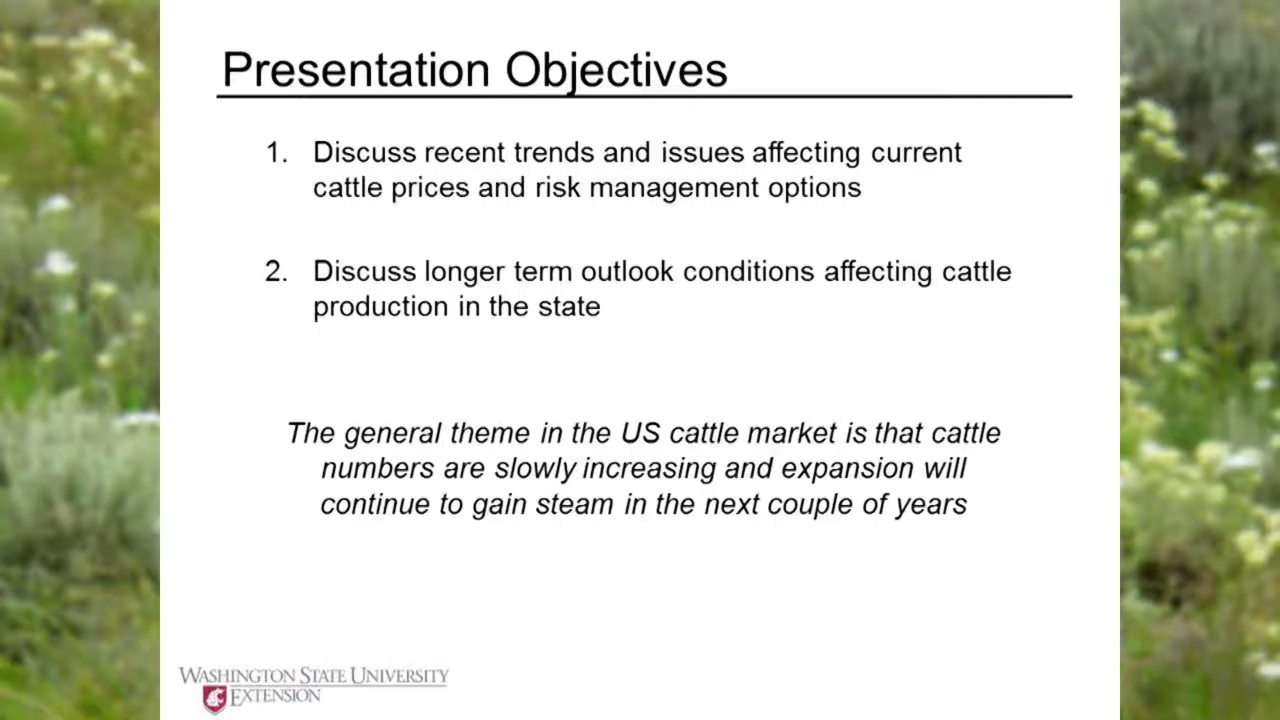 Presentation Objectives
1. Discuss recent trends and issues affecting current
cattle prices and risk management options
2. Discuss longer term outlook conditions affecting cattle
production in the state
The general theme in the US cattle market is that cattle
numbers are slowly increasing and expansion will
continue to gain steam in the next couple of years
WASHINGTON STATE UNIVERSITY
EXTENSION